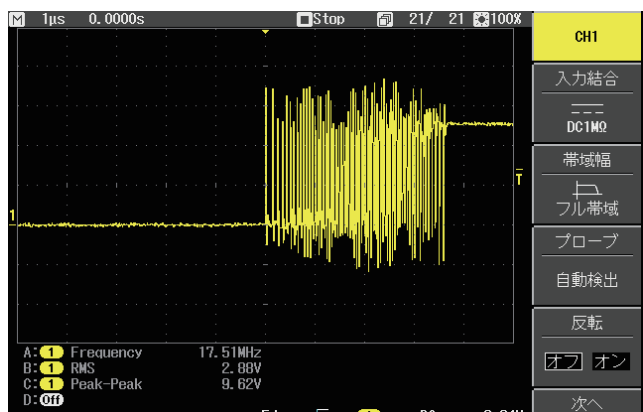 M 1μs 0.0000s Stop 21/ 21 100%
CH1
入力結合
DC1MΩ
帯域幅
フル帯域
プローブ
自動検出
反転
オフ オン
次へ
T
1
A: 1 Frequency 17.51MHz
B: 1 RMS 2.88V
C: 1 Peak-Peak 9.62V
D: Off